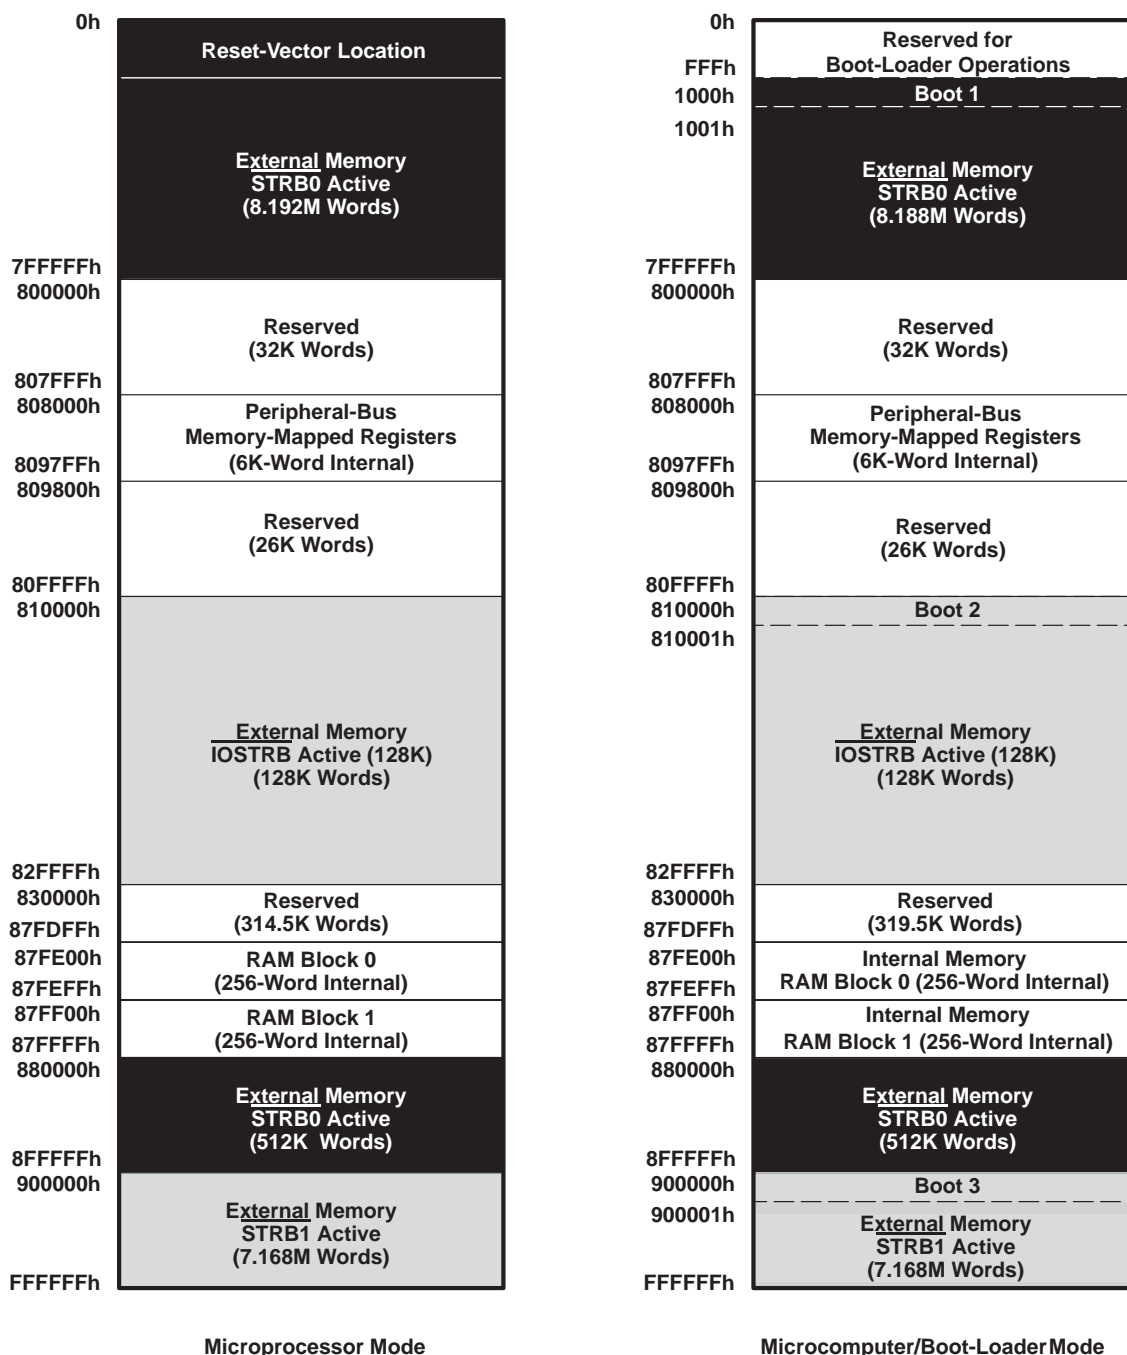 0h
Reset-Vector Location
External Memory
STRB0 Active
(8.192M Words)
7FFFFFh
800000h
Reserved
(32K Words)
807FFFh
808000h
Peripheral-Bus
Memory-Mapped Registers
(6K-Word Internal)
8097FFh
809800h
Reserved
(26K Words)
80FFFFh
810000h
External Memory
IOSTRB Active (128K)
(128K Words)
82FFFFh
830000h
Reserved
(314.5K Words)
87FDFFh
87FE00h
RAM Block 0
(256-Word Internal)
87FEFFh
87FF00h
RAM Block 1
(256-Word Internal)
87FFFFh
880000h
External Memory
STRB0 Active
(512K Words)
8FFFFFh
900000h
External Memory
STRB1 Active
(7.168M Words)
FFFFFFh
Microprocessor Mode
0h
Reserved for
Boot-Loader Operations
FFFh
1000h
Boot 1
1001h
External Memory
STRB0 Active
(8.188M Words)
7FFFFFh
800000h
Reserved
(32K Words)
807FFFh
808000h
Peripheral-Bus
Memory-Mapped Registers
(6K-Word Internal)
8097FFh
809800h
Reserved
(26K Words)
80FFFFh
810000h
Boot 2
810001h
External Memory
IOSTRB Active (128K)
(128K Words)
82FFFFh
830000h
Reserved
(319.5K Words)
87FDFFh
87FE00h
Internal Memory
RAM Block 0 (256-Word Internal)
87FEFFh
87FF00h
Internal Memory
RAM Block 1 (256-Word Internal)
87FFFFh
880000h
External Memory
STRB0 Active
(512K Words)
8FFFFFh
900000h
Boot 3
900001h
External Memory
STRB1 Active
(7.168M Words)
FFFFFFh
Microcomputer/Boot-LoaderMode